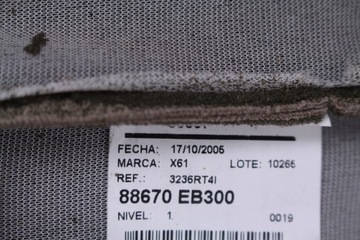 FECHA: 17/10/2005
MARCA: X61 LOTE: 10266
REF.: 3236RT4I
88670 EB300
NIVEL: 1 0019